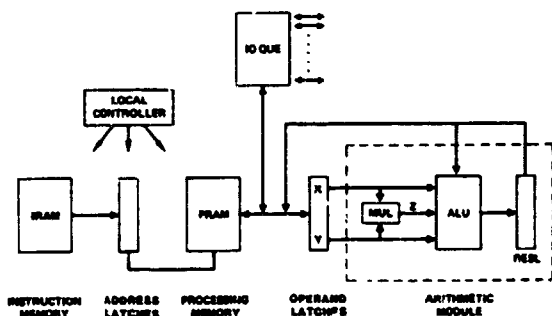 IO QUE
LOCAL
CONTROLLER
IRAM
PRAM
X
Y
MUL
Z
ALU
RESL
INSTRUCTION
MEMORY
ADDRESS
LATCHES
PROCESSING
MEMORY
OPERAND
LATCHES
ARITHMETIC
MODULE